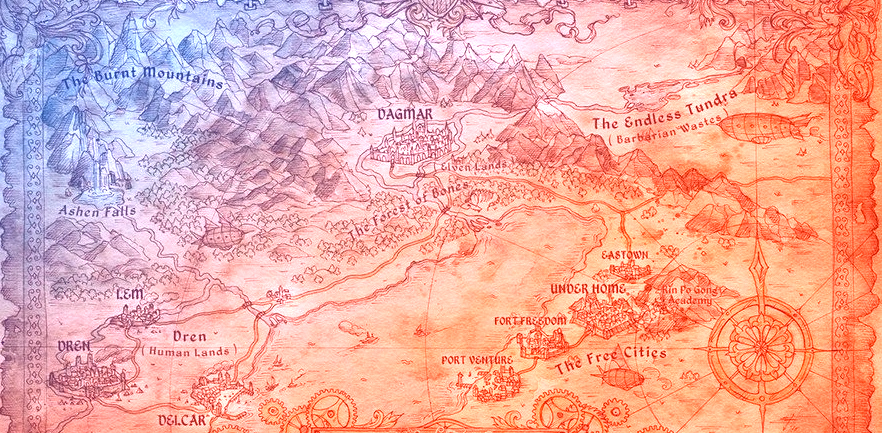 The Burnt Mountains
DAGMAR
The Endless Tundra
( Barbarian Wastes )
Elven Lands
The Forest of Bones
Ashen Falls
EASTOWN
UNDER HOME
Rin Po Gong
Academy
LEM
FORT FREEDOM
Dren
( Human Lands )
DREN
PORT VENTURE
The Free Cities
DELCAR